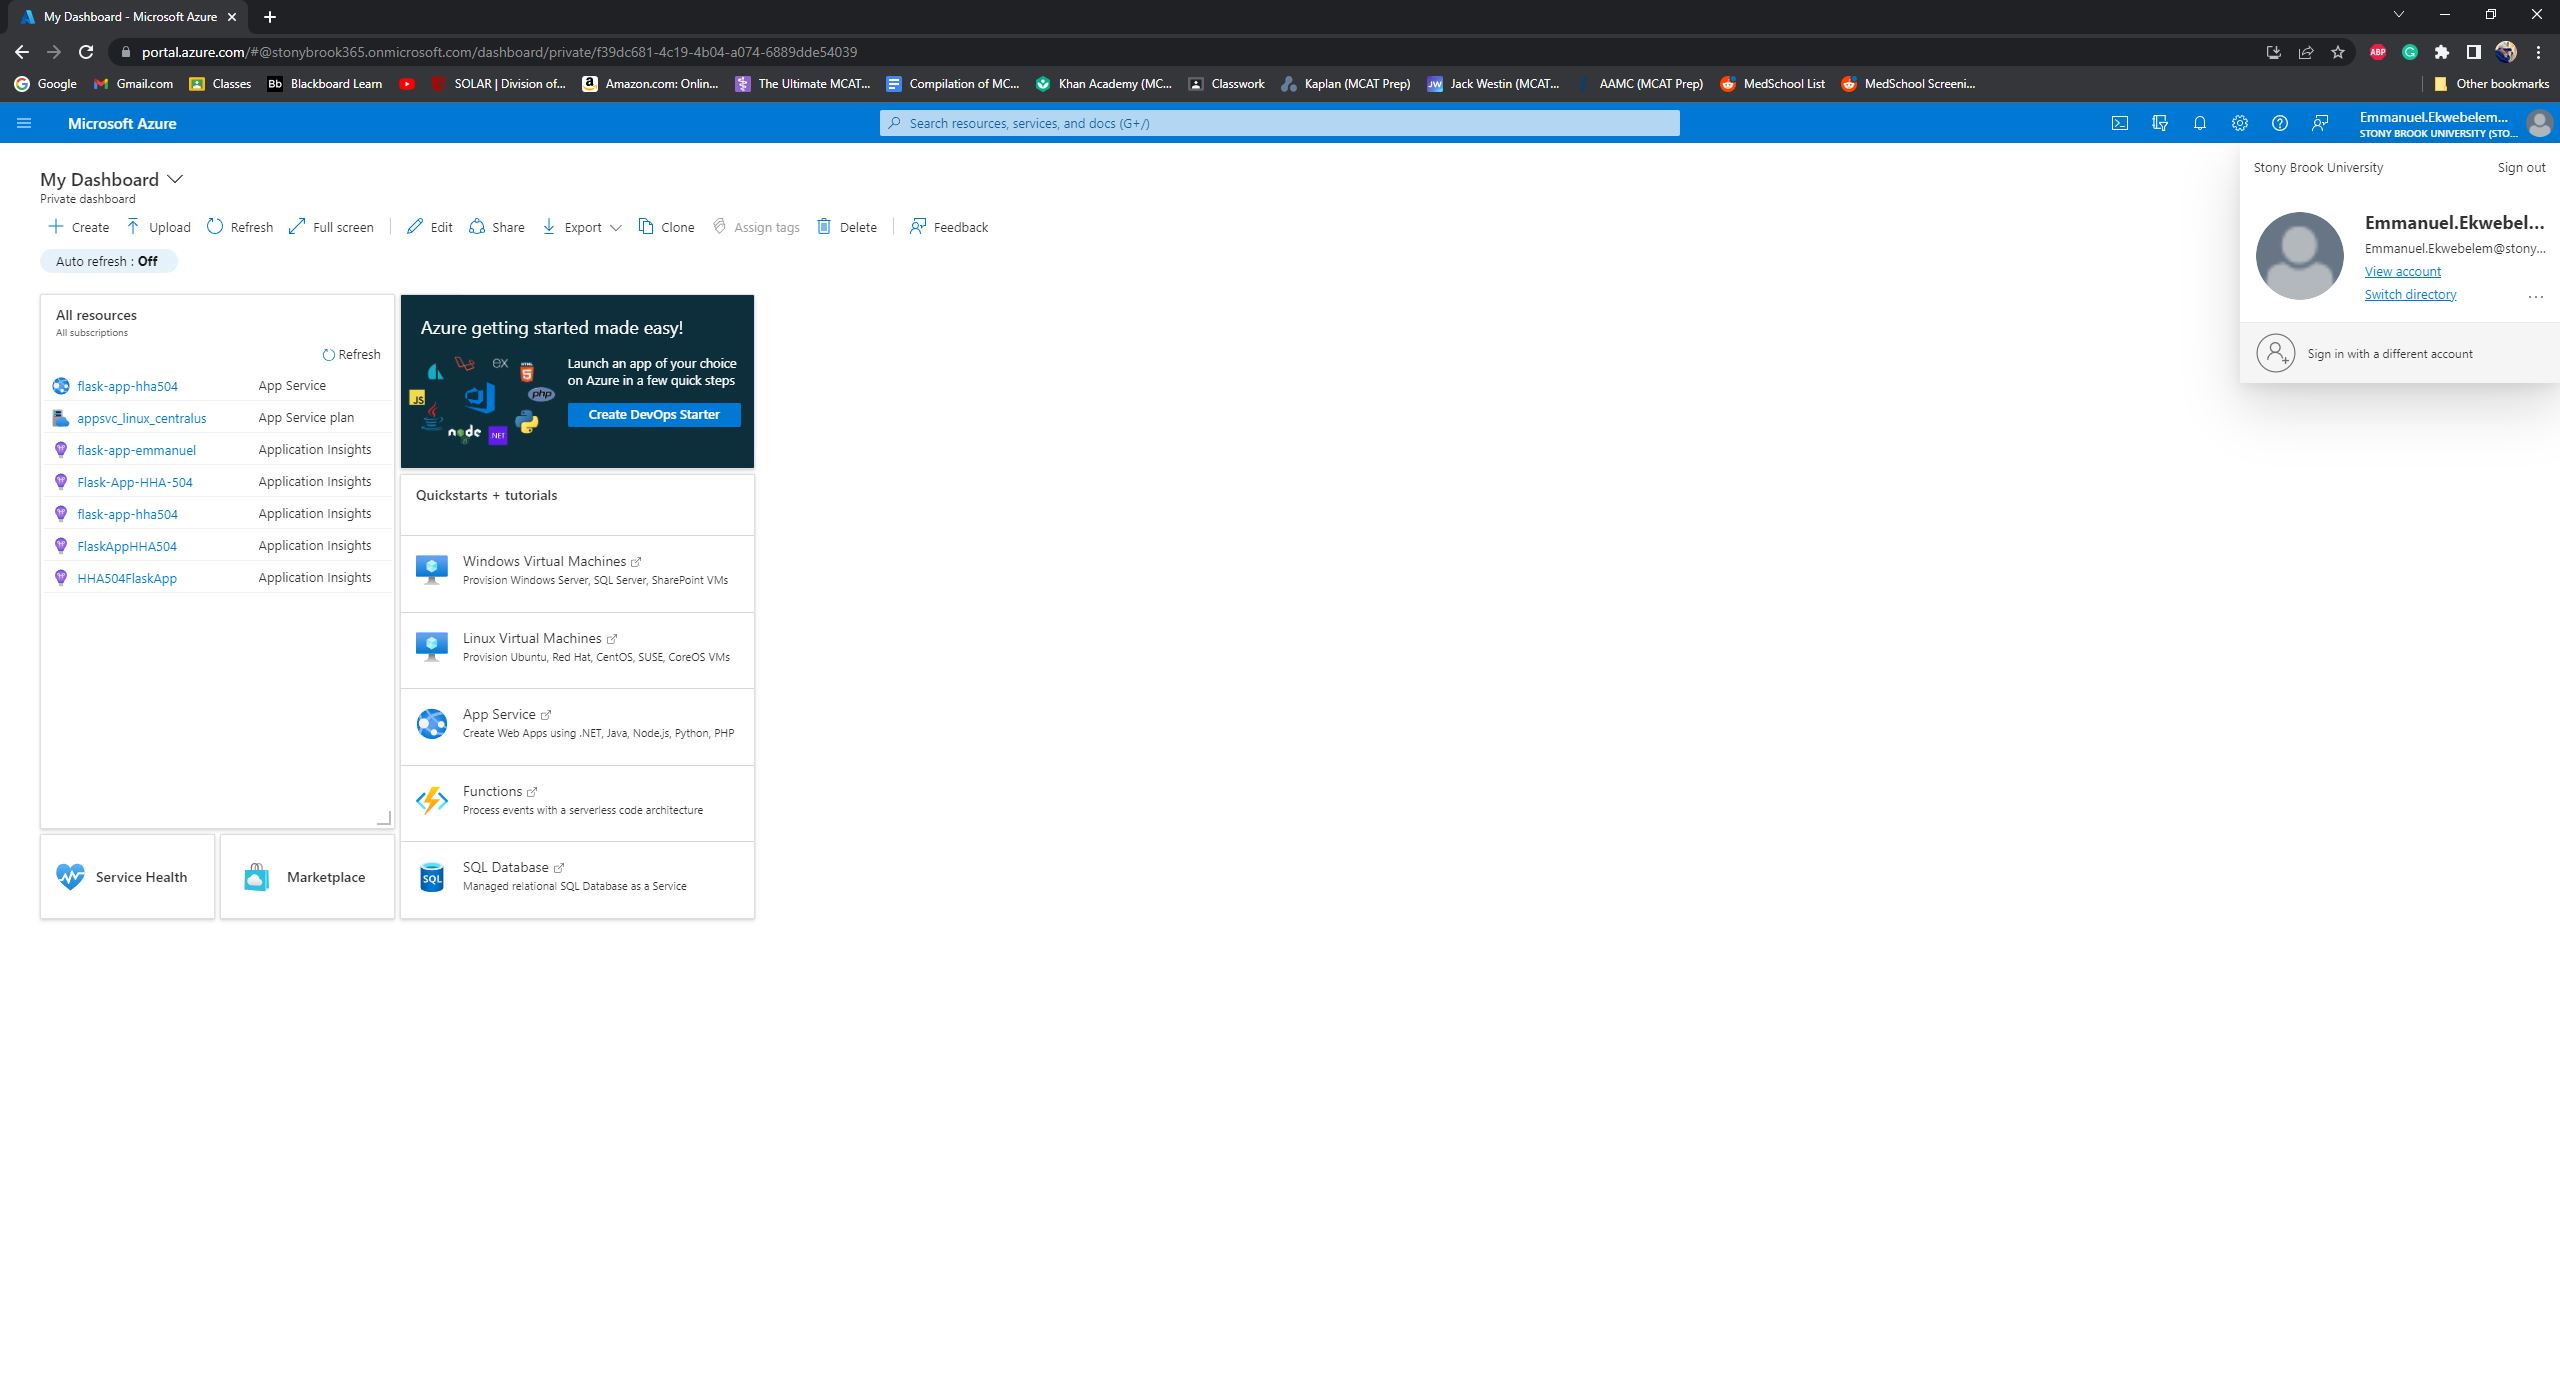 My Dashboard - Microsoft Azure
portal.azure.com/#@stonybrook365.onmicrosoft.com/dashboard/private/f39dc681-4c19-4b04-a074-6889dde54039
ABP
Google Gmail.com Classes Bb Blackboard Learn SOLAR | Division of... Amazon.com: Onlin... The Ultimate MCAT... Compilation of MC... Khan Academy (MC... Classwork Kaplan (MCAT Prep) JW Jack Westin (MCAT... AAMC (MCAT Prep) MedSchool List MedSchool Screeni... Other bookmarks
Microsoft Azure
Search resources, services, and docs (G+/)
Emmanuel.Ekwebelem...
STONY BROOK UNIVERSITY (STO...
Stony Brook University Sign out
Emmanuel.Ekwebel...
Emmanuel.Ekwebelem@stony...
View account
Switch directory ...
Sign in with a different account
My Dashboard
Private dashboard
Create Upload Refresh Full screen Edit Share Export Clone Assign tags Delete Feedback
Auto refresh : Off
All resources
All subscriptions
Refresh
flask-app-hha504 App Service
appsvc_linux_centralus App Service plan
flask-app-emmanuel Application Insights
Flask-App-HHA-504 Application Insights
flask-app-hha504 Application Insights
FlaskAppHHA504 Application Insights
HHA504FlaskApp Application Insights
Service Health
Marketplace
Azure getting started made easy!
Launch an app of your choice
on Azure in a few quick steps
Create DevOps Starter
ex
HTML
5
JS
php
node
.NET
Quickstarts + tutorials
Windows Virtual Machines
Provision Windows Server, SQL Server, SharePoint VMs
Linux Virtual Machines
Provision Ubuntu, Red Hat, CentOS, SUSE, CoreOS VMs
App Service
Create Web Apps using .NET, Java, Node.js, Python, PHP
Functions
Process events with a serverless code architecture
SQL
SQL Database
Managed relational SQL Database as a Service